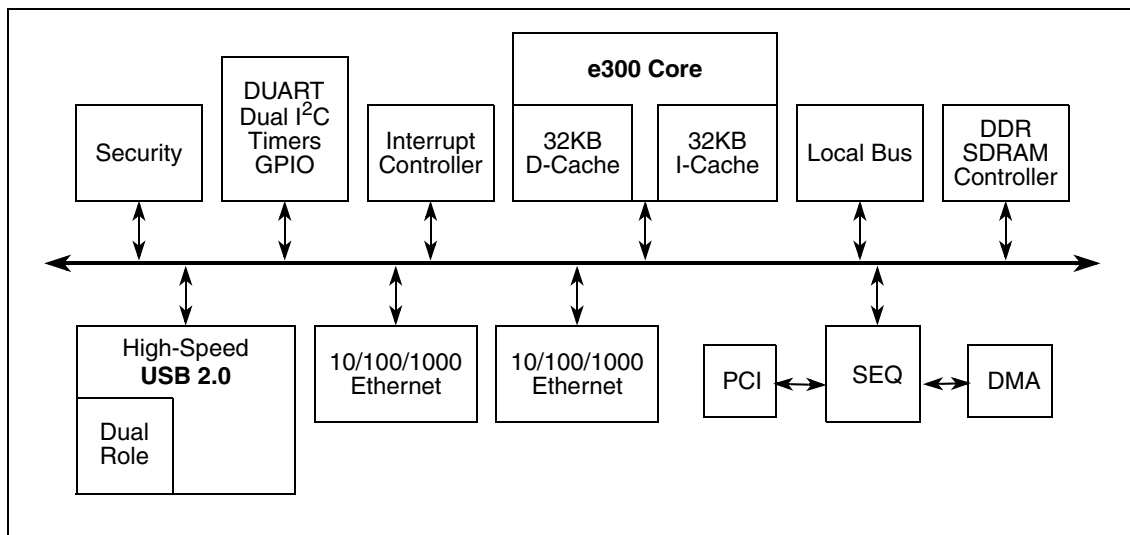 Security
DUART
Dual I²C
Timers
GPIO
Interrupt
Controller
e300 Core
32KB
D-Cache
32KB
I-Cache
Local Bus
DDR
SDRAM
Controller
High-Speed
USB 2.0
Dual
Role
10/100/1000
Ethernet
10/100/1000
Ethernet
PCI
SEQ
DMA